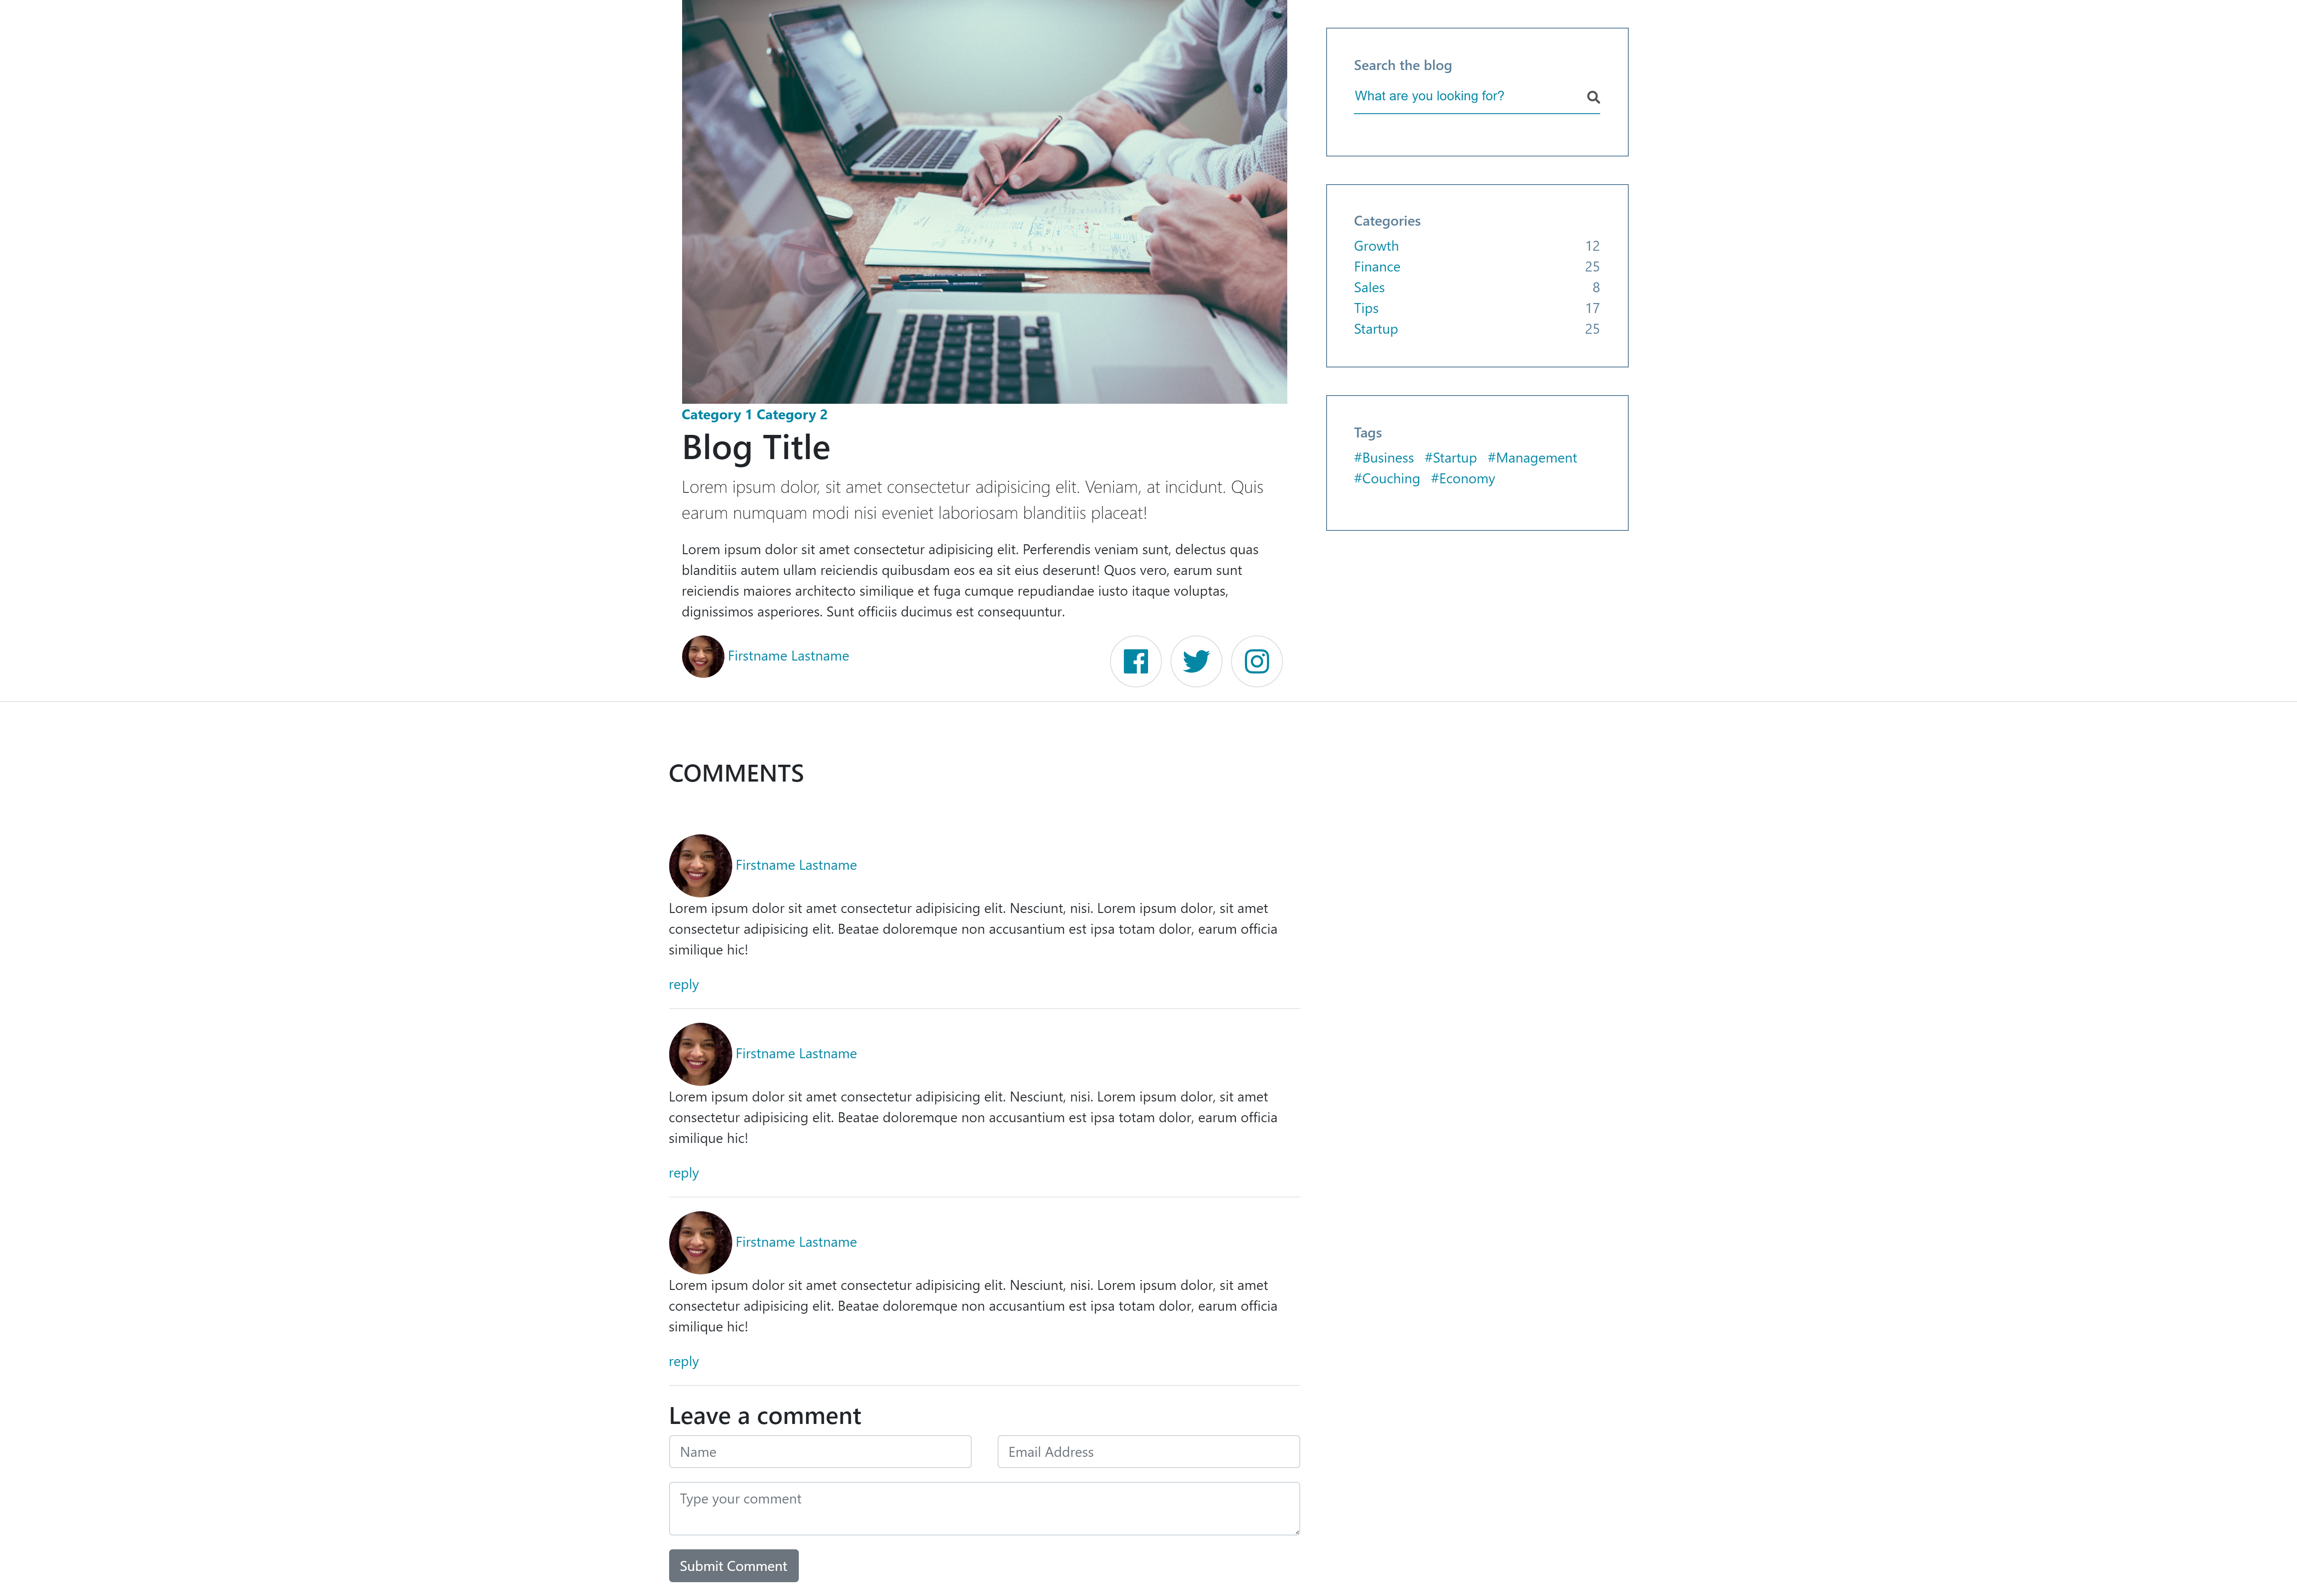 Category 1 Category 2
Blog Title
Lorem ipsum dolor, sit amet consectetur adipisicing elit. Veniam, at incidunt. Quis
earum numquam modi nisi eveniet laboriosam blanditiis placeat!
Lorem ipsum dolor sit amet consectetur adipisicing elit. Perferendis veniam sunt, delectus quas
blanditiis autem ullam reiciendis quibusdam eos ea sit eius deserunt! Quos vero, earum sunt
reiciendis maiores architecto similique et fuga cumque repudiandae iusto itaque voluptas,
dignissimos asperiores. Sunt officiis ducimus est consequuntur.
Firstname Lastname
Search the blog
What are you looking for?
Categories
Growth 12
Finance 25
Sales 8
Tips 17
Startup 25
Tags
#Business #Startup #Management
#Couching #Economy
COMMENTS
Firstname Lastname
Lorem ipsum dolor sit amet consectetur adipisicing elit. Nesciunt, nisi. Lorem ipsum dolor, sit amet
consectetur adipisicing elit. Beatae doloremque non accusantium est ipsa totam dolor, earum officia
similique hic!
reply
Firstname Lastname
Lorem ipsum dolor sit amet consectetur adipisicing elit. Nesciunt, nisi. Lorem ipsum dolor, sit amet
consectetur adipisicing elit. Beatae doloremque non accusantium est ipsa totam dolor, earum officia
similique hic!
reply
Firstname Lastname
Lorem ipsum dolor sit amet consectetur adipisicing elit. Nesciunt, nisi. Lorem ipsum dolor, sit amet
consectetur adipisicing elit. Beatae doloremque non accusantium est ipsa totam dolor, earum officia
similique hic!
reply
Leave a comment
Name
Email Address
Type your comment
Submit Comment